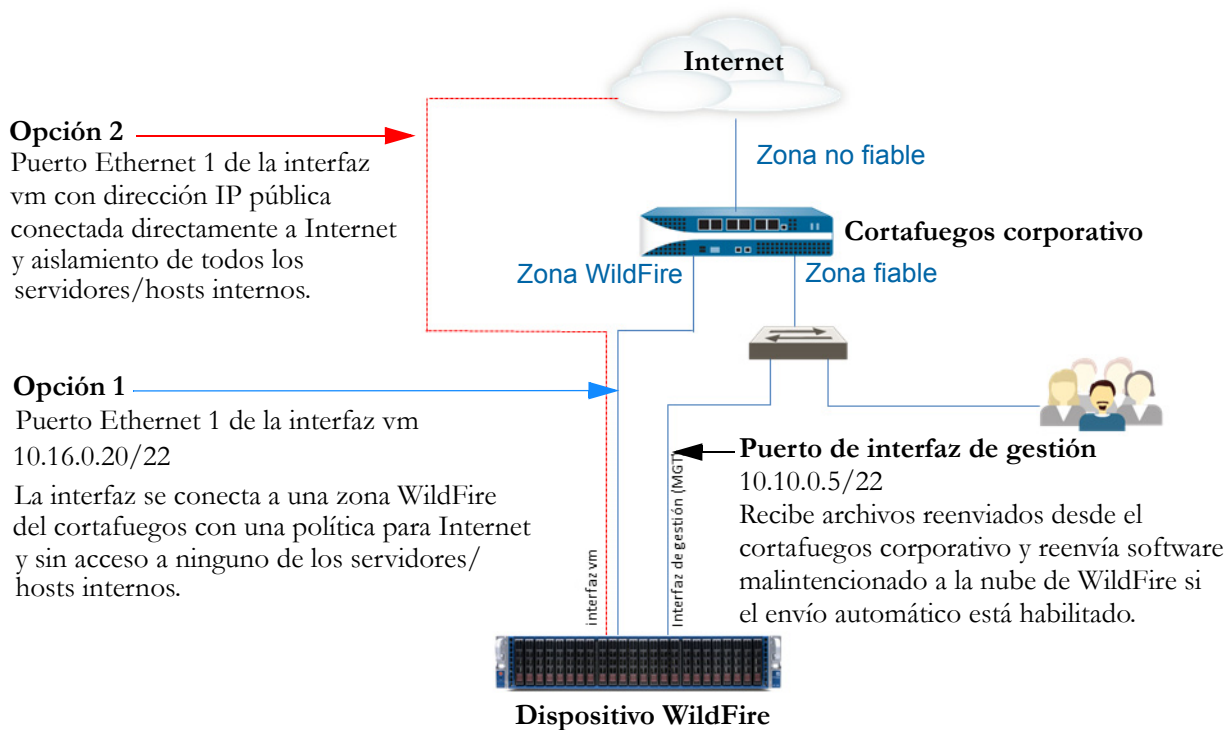 Internet
Opción 2
Puerto Ethernet 1 de la interfaz
vm con dirección IP pública
conectada directamente a Internet
y aislamiento de todos los
servidores/hosts internos.
Zona no fiable
Cortafuegos corporativo
Zona WildFire
Zona fiable
Opción 1
Puerto Ethernet 1 de la interfaz vm
10.16.0.20/22
La interfaz se conecta a una zona WildFire
del cortafuegos con una política para Internet
y sin acceso a ninguno de los servidores/
hosts internos.
interfaz vm
Interfaz de gestión (MGT)
Puerto de interfaz de gestión
10.10.0.5/22
Recibe archivos reenviados desde el
cortafuegos corporativo y reenvía software
malintencionado a la nube de WildFire si
el envío automático está habilitado.
Dispositivo WildFire